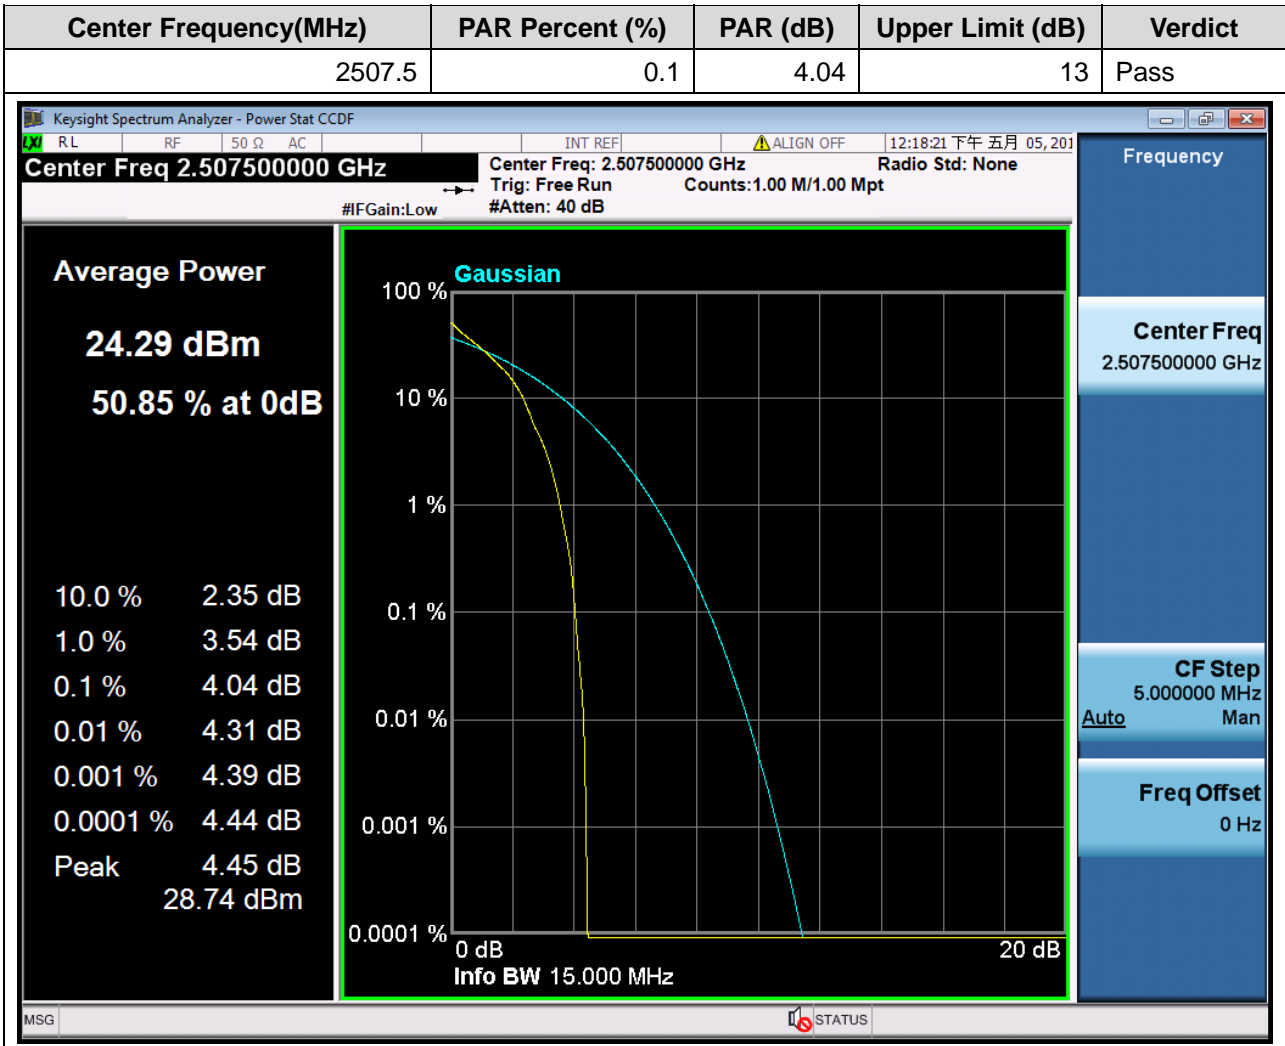 Center Frequency(MHz) PAR Percent (%) PAR (dB) Upper Limit (dB) Verdict
2507.5 0.1 4.04 13 Pass
Keysight Spectrum Analyzer - Power Stat CCDF
LXI RL RF 50 Ω AC INT REF ALIGN OFF 12:18:21 下午 五月 05, 201
Center Freq 2.507500000 GHz
Center Freq: 2.507500000 GHz Radio Std: None
Trig: Free Run Counts:1.00 M/1.00 Mpt
#IFGain:Low #Atten: 40 dB
Frequency
Average Power
24.29 dBm
50.85 % at 0dB
10.0 % 2.35 dB
1.0 % 3.54 dB
0.1 % 4.04 dB
0.01 % 4.31 dB
0.001 % 4.39 dB
0.0001 % 4.44 dB
Peak 4.45 dB
28.74 dBm
Gaussian
100 %
10 %
1 %
0.1 %
0.01 %
0.001 %
0.0001 %
0 dB 20 dB
Info BW 15.000 MHz
Center Freq
2.507500000 GHz
CF Step
5.000000 MHz
Auto Man
Freq Offset
0 Hz
MSG STATUS